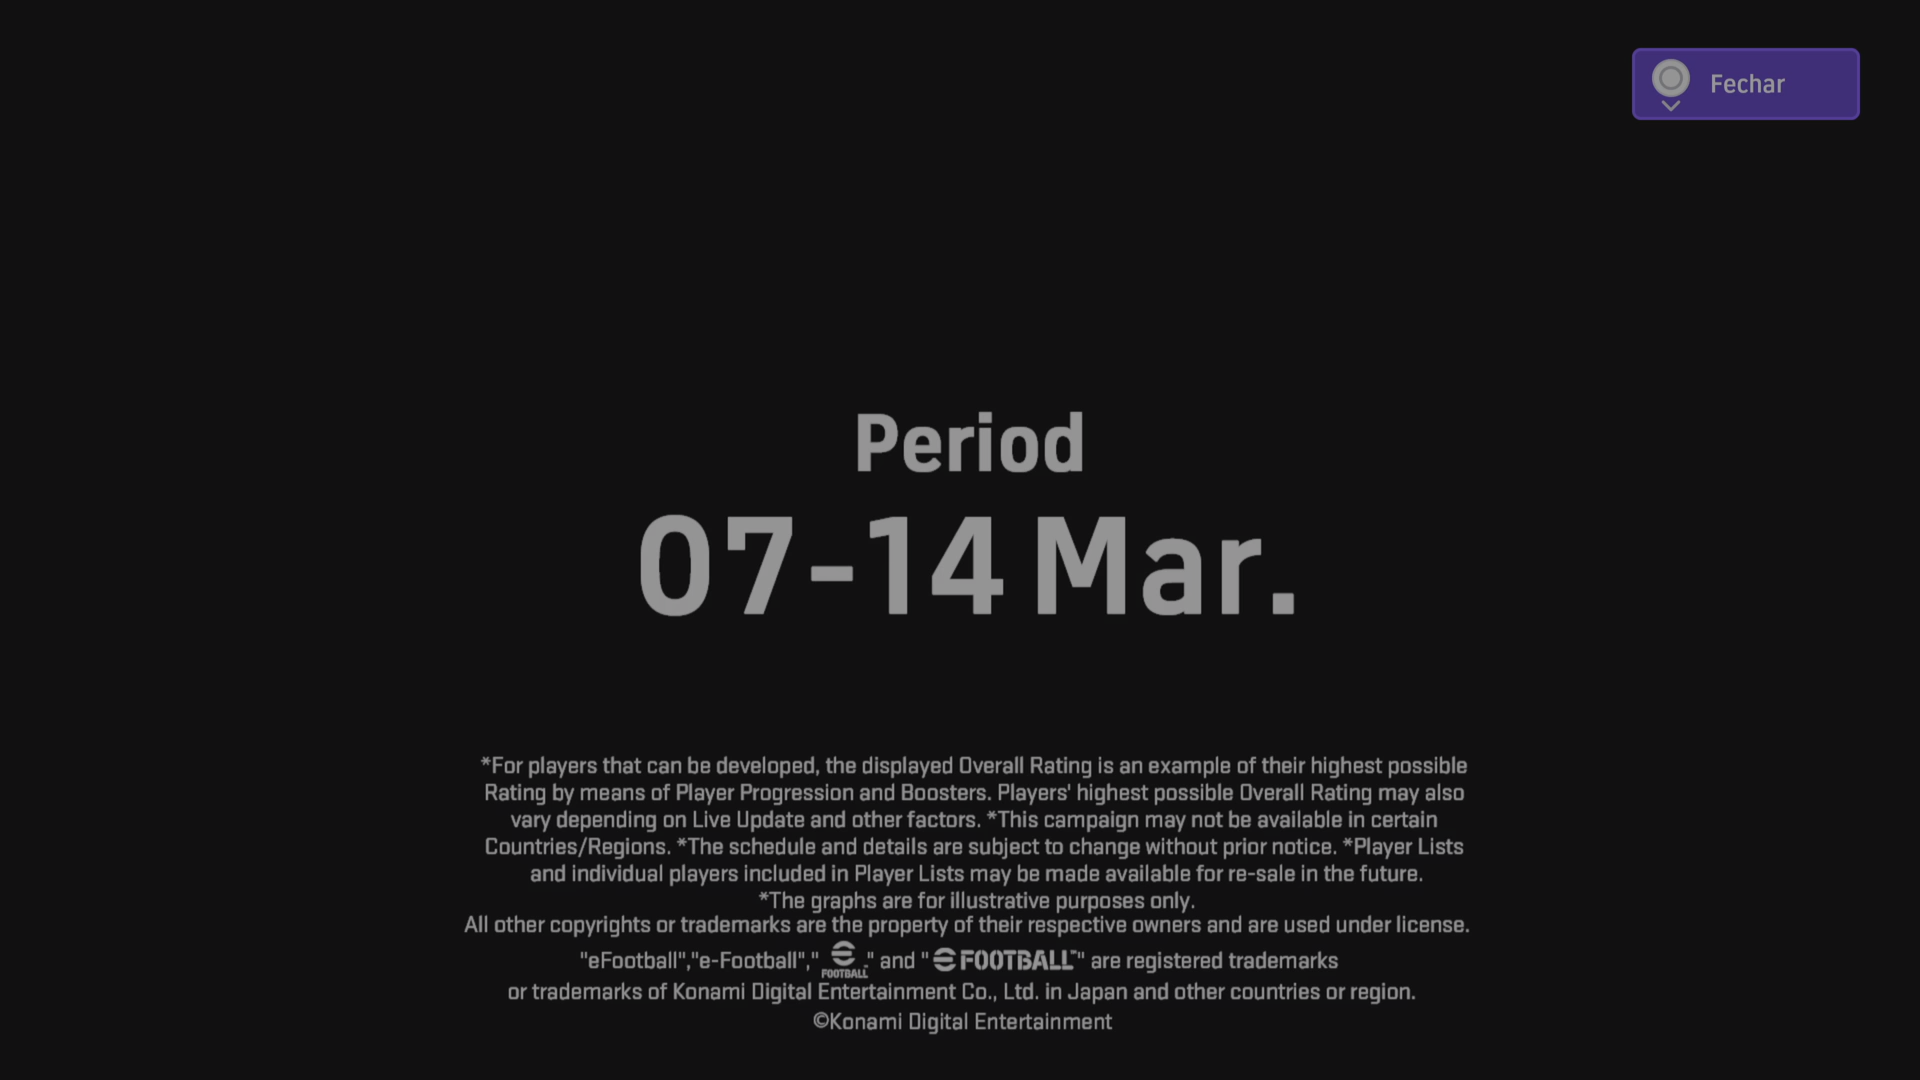 Fechar
Period
07-14 Mar.
*For players that can be developed, the displayed Overall Rating is an example of their highest possible
Rating by means of Player Progression and Boosters. Players' highest possible Overall Rating may also
vary depending on Live Update and other factors. *This campaign may not be available in certain
Countries/Regions. *The schedule and details are subject to change without prior notice. *Player Lists
and individual players included in Player Lists may be made available for re-sale in the future.
*The graphs are for illustrative purposes only.
All other copyrights or trademarks are the property of their respective owners and are used under license.
"eFootball","e-Football"," e FOOTBALL " and " e FOOTBALL™" are registered trademarks
or trademarks of Konami Digital Entertainment Co., Ltd. in Japan and other countries or region.
©Konami Digital Entertainment